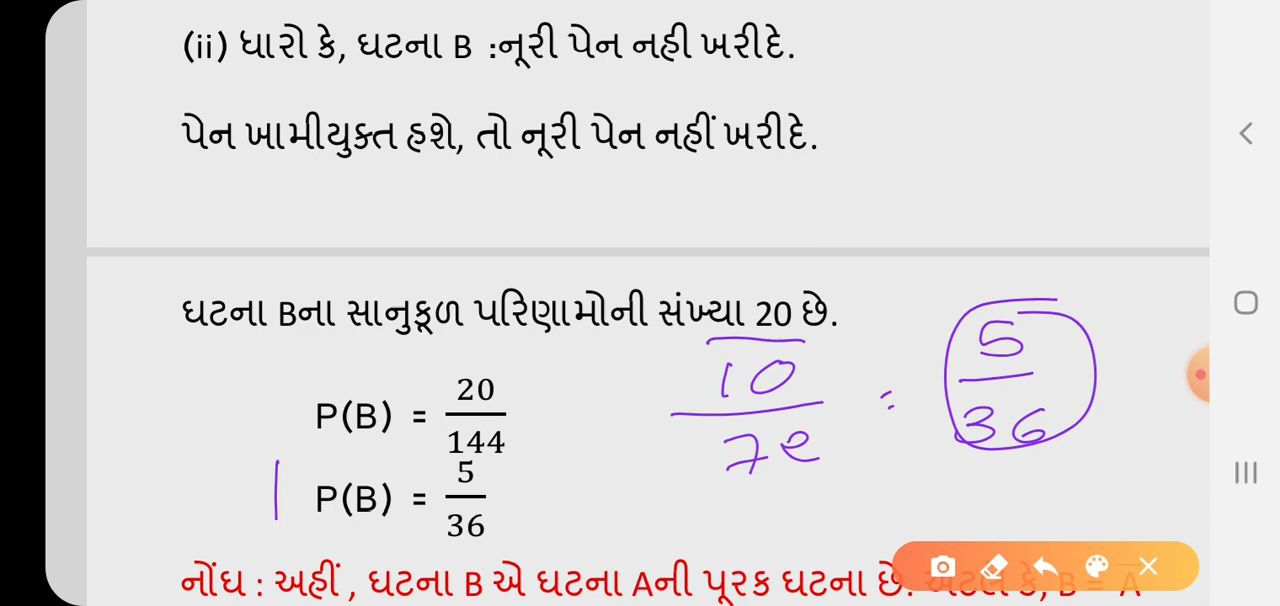 (ii) ધારો કે, ઘટના B :નૂરી પેન નહી ખરીદે.
પેન ખામીયુક્ત હશે, તો નૂરી પેન નહીં ખરીદે.
ઘટના Bના સાનુકૂળ પરિણામોની સંખ્યા 20 છે.
P(B) = 20/144
10/72 = 5/36
P(B) = 5/36
નોંધ : અહીં , ઘટના B એ ઘટના Aની પૂરક ઘટના છે. એટલે કે, B = A̅